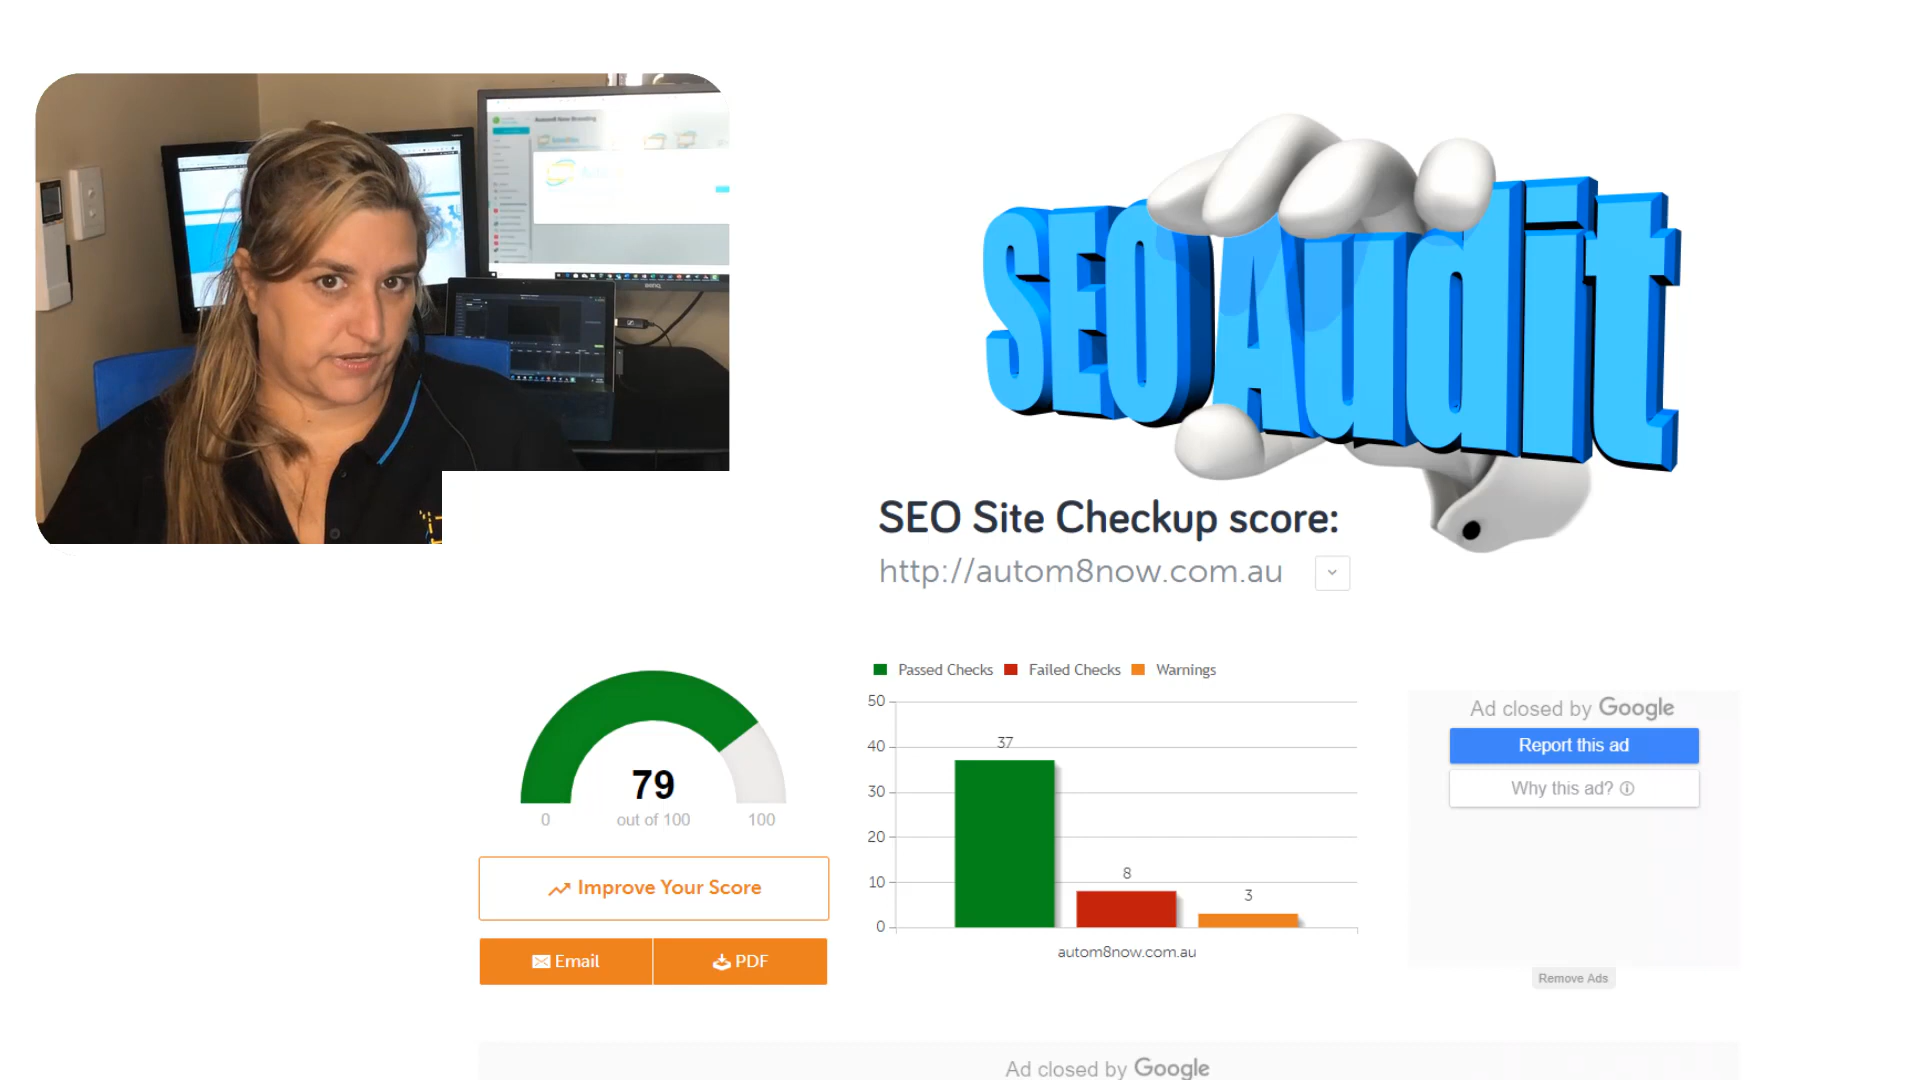 BENQ
SEO Audit
SEO Site Checkup score:
http://autom8now.com.au
Passed Checks
Failed Checks
Warnings
50
40
30
20
10
0
37
8
3
autom8now.com.au
79
0
out of 100
100
Improve Your Score
Email
PDF
Ad closed by Google
Report this ad
Why this ad?
Remove Ads
Ad closed by Google